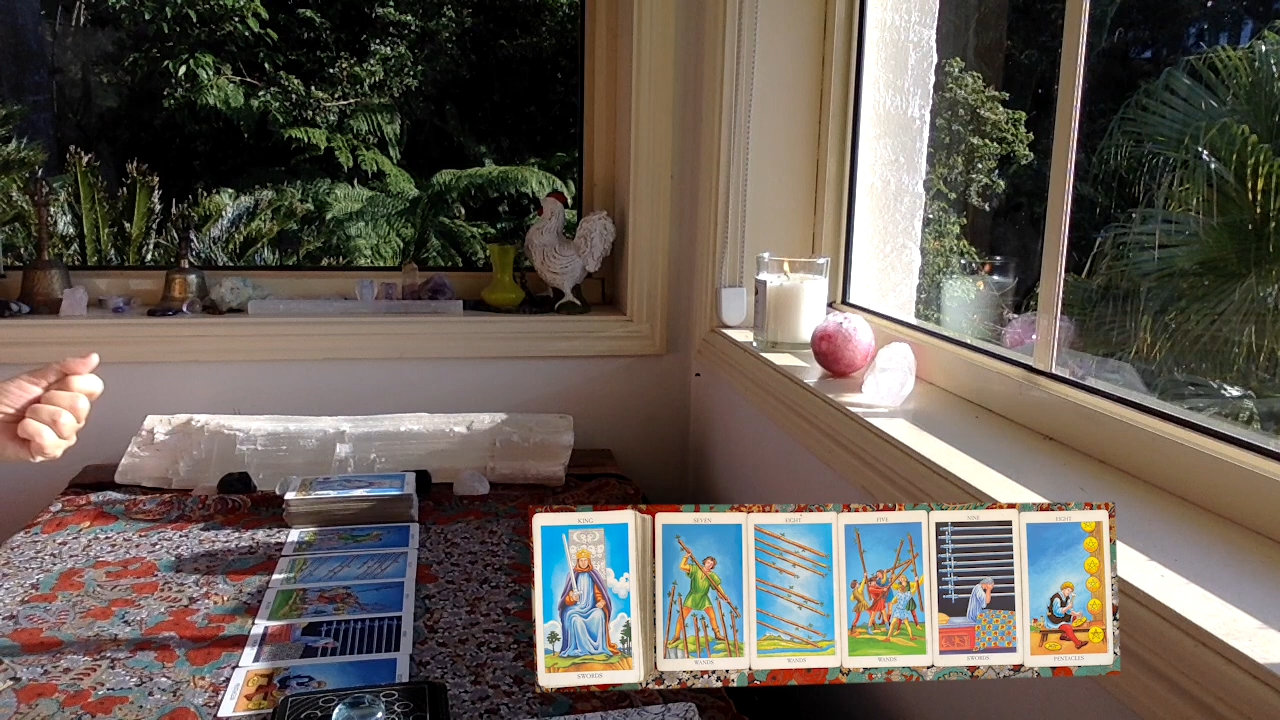 KING
SWORDS
SEVEN
WANDS
EIGHT
WANDS
FIVE
WANDS
NINE
SWORDS
EIGHT
PENTACLES